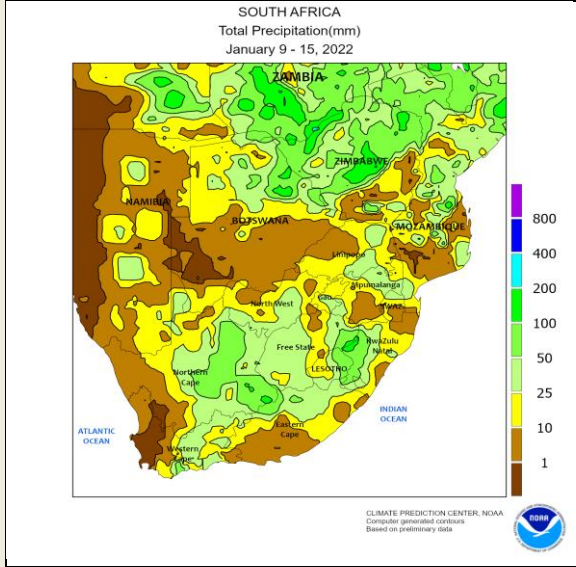 SOUTH AFRICA
Total Precipitation(mm)
January 9 - 15, 2022
ZAMBIA
ZIMBABWE
NAMIBIA
BOTSWANA
MOZAMBIQUE
Limpopo
Mpumalanga
North West
Gau
SWAZ.
Free State
KwaZulu
Natal
Northern
Cape
LESOTHO
INDIAN
OCEAN
ATLANTIC
OCEAN
Eastern
Cape
Western
Cape
800
400
200
100
50
25
10
1
CLIMATE PREDICTION CENTER, NOAA
Computer generated contours
Based on preliminary data
NOAA